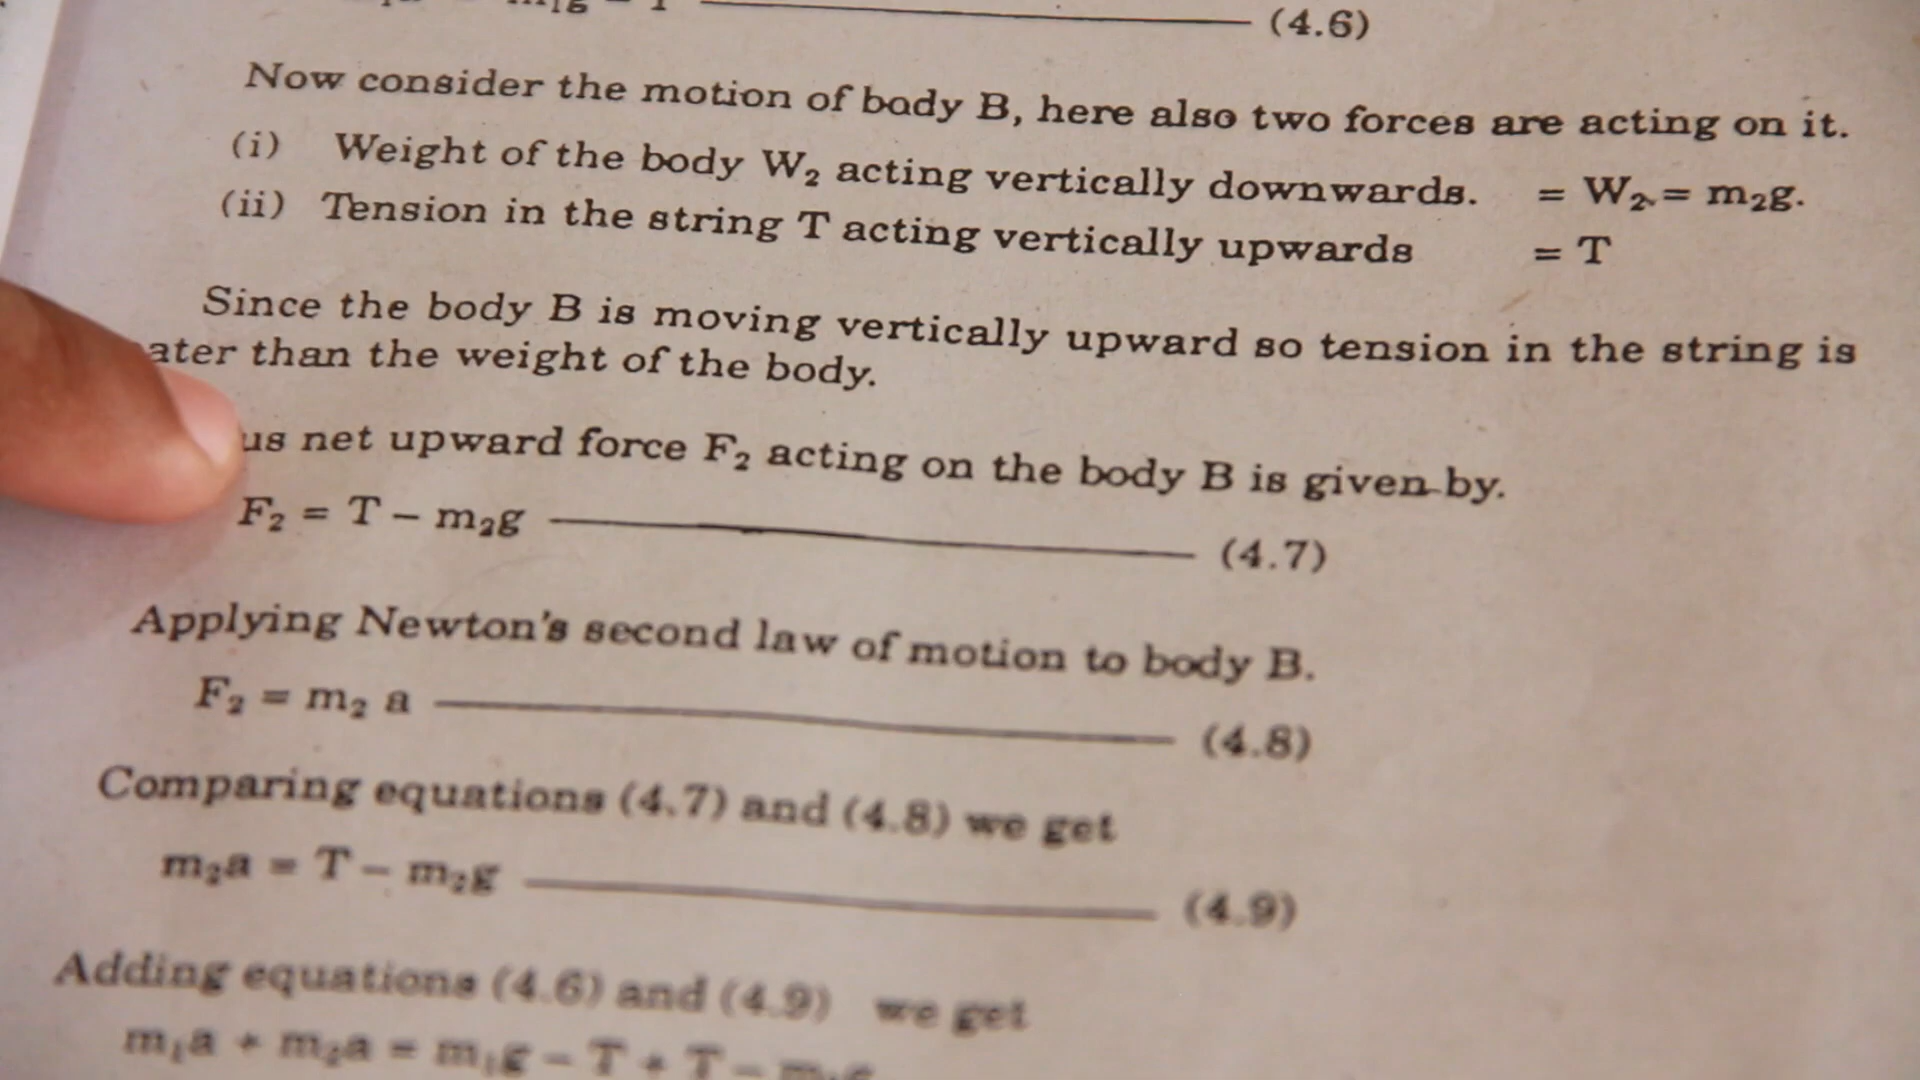 (4.6)
Now consider the motion of body B, here also two forces are acting on it.
(i) Weight of the body W₂ acting vertically downwards. = W₂ = m₂g.
(ii) Tension in the string T acting vertically upwards = T
Since the body B is moving vertically upward so tension in the string is
ater than the weight of the body.
us net upward force F₂ acting on the body B is given by.
F₂ = T – m₂g (4.7)
Applying Newton's second law of motion to body B.
F₂ = m₂ a (4.8)
Comparing equations (4.7) and (4.8) we get
m₂a = T – m₂g (4.9)
Adding equations (4.6) and (4.9) we get
m₁a + m₂a = m₁g – T + T –